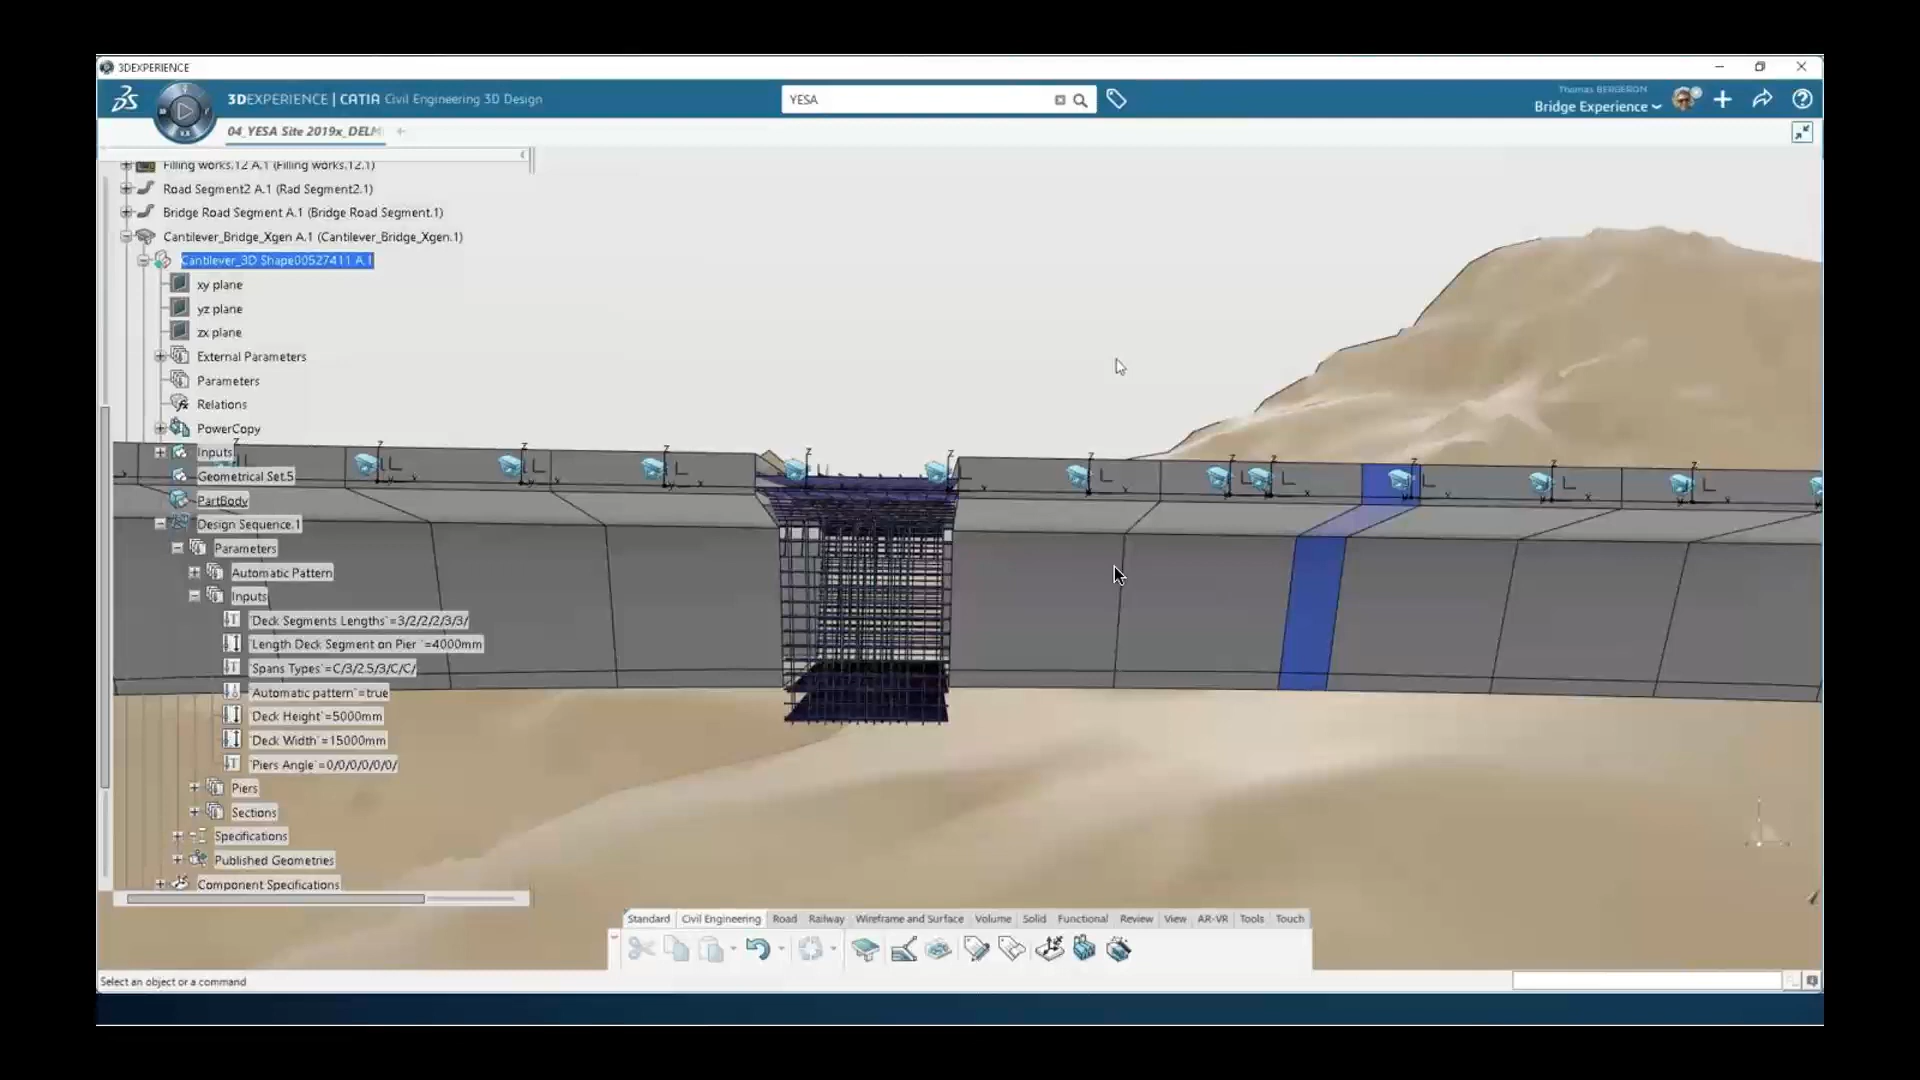 3DEXPERIENCE
3DEXPERIENCE | CATIA Civil Engineering 3D Design
YESA
Thomas BERGERON
Bridge Experience
04_YESA Site 2019x_DELM
Filling works.12 A.1 (Filling works.12.1)
Road Segment2 A.1 (Rad Segment2.1)
Bridge Road Segment A.1 (Bridge Road Segment.1)
Cantilever_Bridge_Xgen A.1 (Cantilever_Bridge_Xgen.1)
Cantilever_3D Shape00527411 A.1
xy plane
yz plane
zx plane
External Parameters
Parameters
Relations
PowerCopy
Inputs
Geometrical Set.5
PartBody
Design Sequence.1
Parameters
Automatic Pattern
Inputs
`Deck Segments Lengths`=3/2/2/2/3/3/
`Length Deck Segment on Pier `=4000mm
`Spans Types`=C/3/2.5/3/C/C/
`Automatic pattern`=true
`Deck Height`=5000mm
`Deck Width`=15000mm
`Piers Angle`=0/0/0/0/0/0/
Piers
Sections
Specifications
Published Geometries
Component Specifications
Standard Civil Engineering Road Railway Wireframe and Surface Volume Solid Functional Review View AR-VR Tools Touch
Select an object or a command